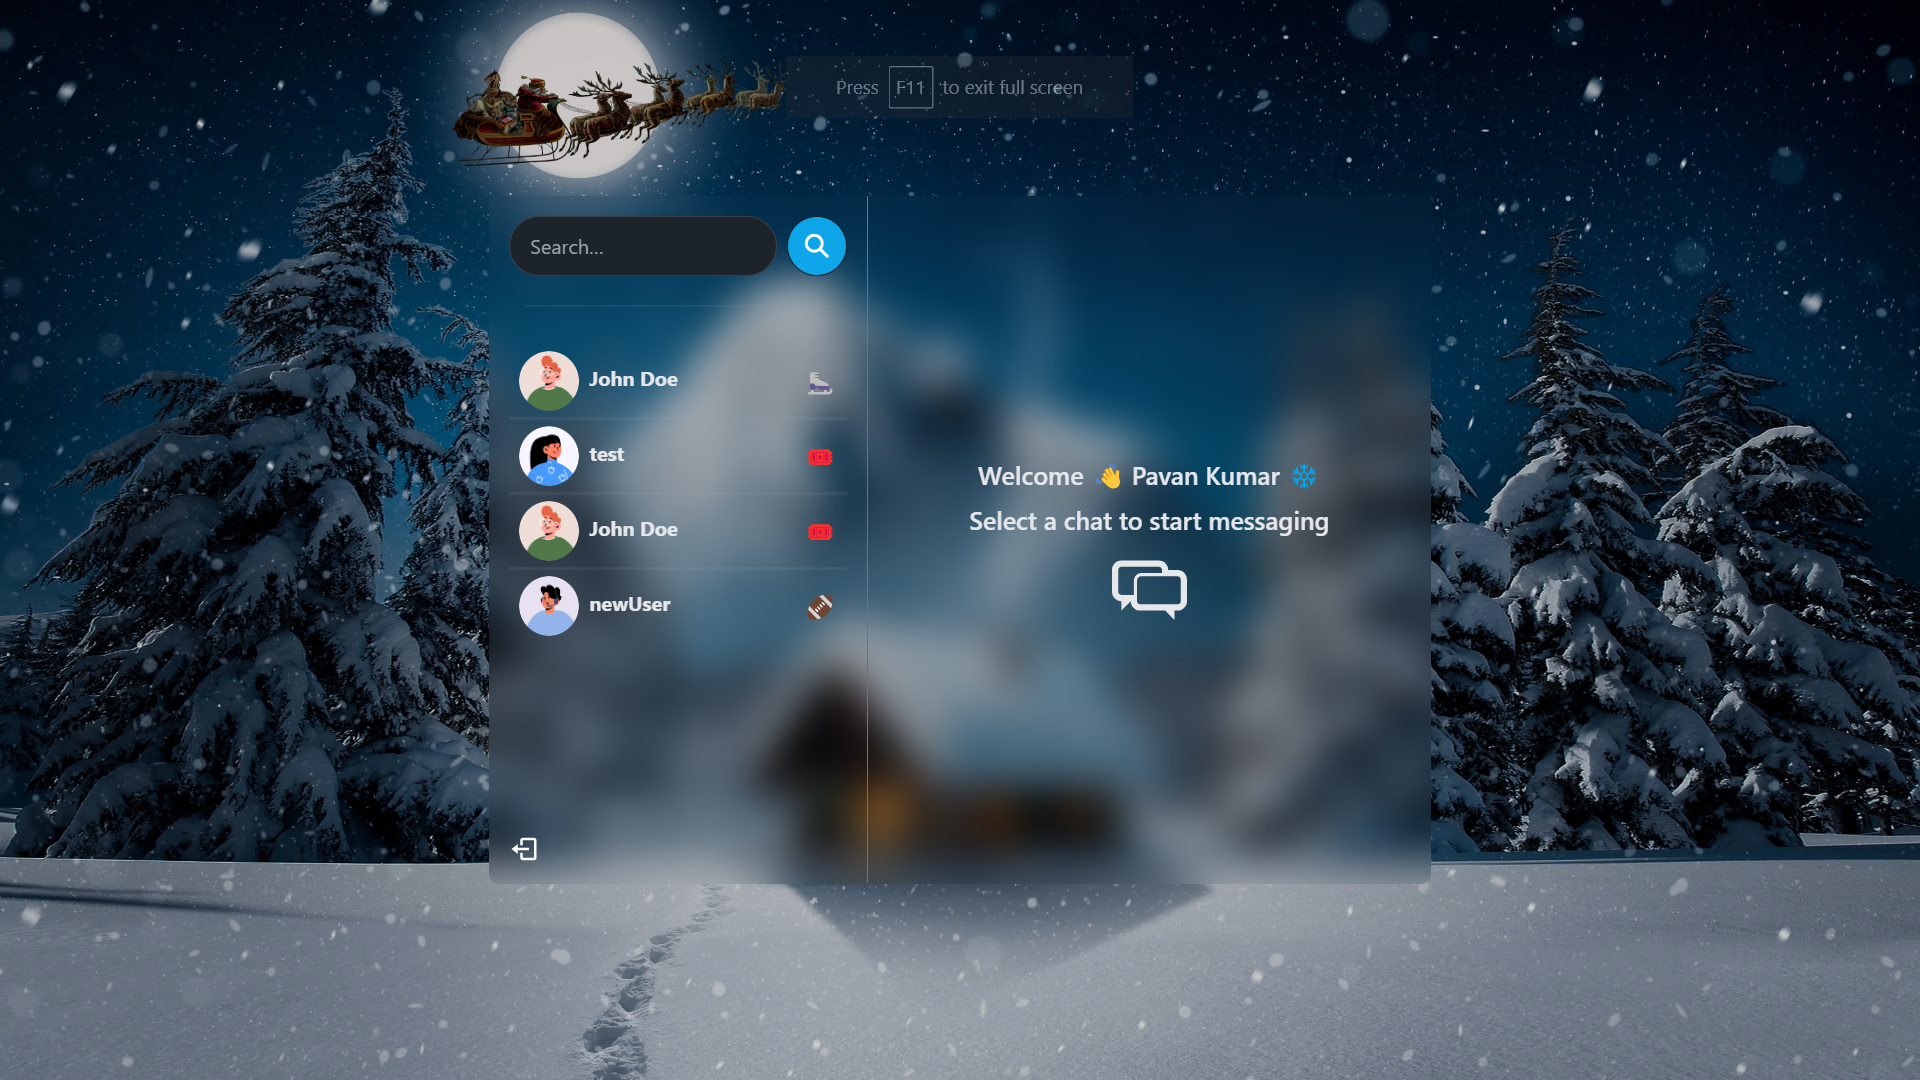 Press F11 to exit full screen
Search...
John Doe
test
John Doe
newUser
Welcome 👋 Pavan Kumar ❄
Select a chat to start messaging